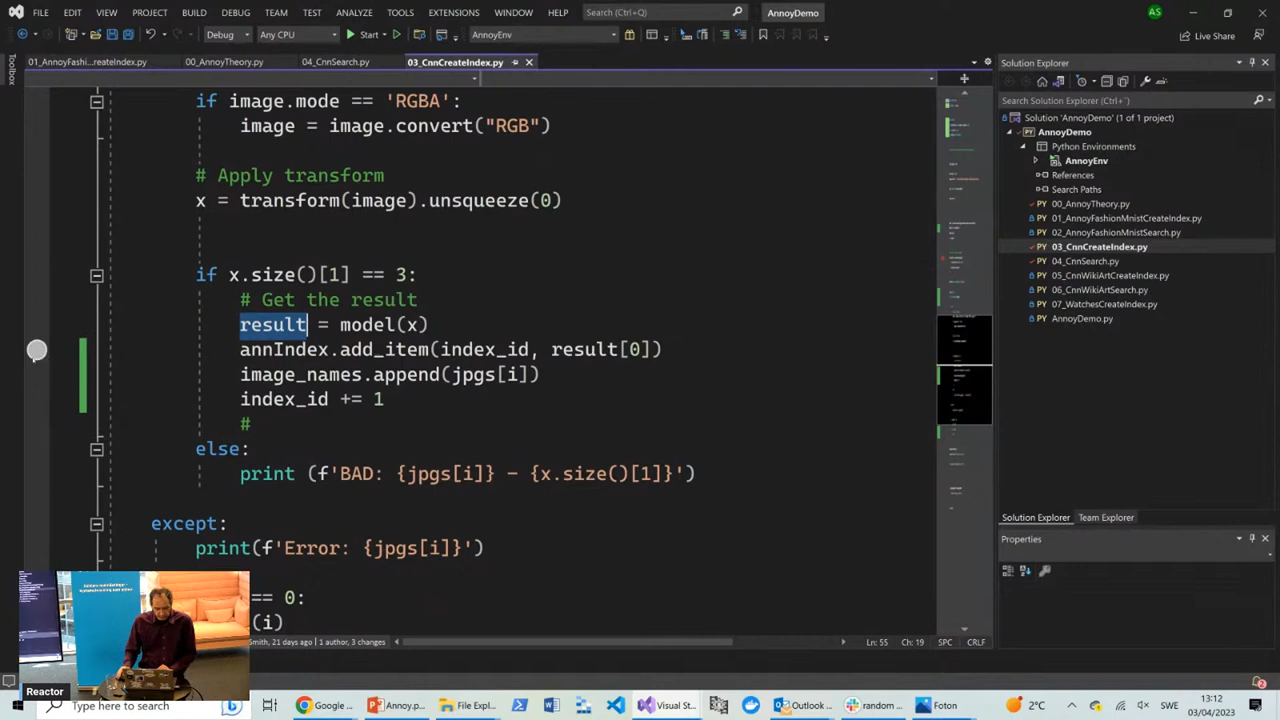 FILE EDIT VIEW GIT PROJECT BUILD DEBUG TEAM TEST ANALYZE TOOLS EXTENSIONS WINDOW HELP Search (Ctrl+Q) AnnoyDemo AS
Debug Any CPU Start AnnoyEnv Live Share
Toolbox
01_AnnoyFashi...reateIndex.py 00_AnnoyTheory.py 04_CnnSearch.py 03_CnnCreateIndex.py
if image.mode == 'RGBA':
image = image.convert("RGB")
# Apply transform
x = transform(image).unsqueeze(0)
if x.size()[1] == 3:
# Get the result
result = model(x)
annIndex.add_item(index_id, result[0])
image_names.append(jpgs[i])
index_id += 1
#
else:
print (f'BAD: {jpgs[i]} - {x.size()[1]}')
except:
print(f'Error: {jpgs[i]}')
== 0:
(i)
Smith, 21 days ago | 1 author, 3 changes Ln: 55 Ch: 19 SPC CRLF
Solution Explorer
Search Solution Explorer (Ctrl+¨)
Solution 'AnnoyDemo' (1 of 1 project)
AnnoyDemo
Python Environments
AnnoyEnv
References
Search Paths
00_AnnoyTheory.py
01_AnnoyFashionMnistCreateIndex.py
02_AnnoyFashionMnistSearch.py
03_CnnCreateIndex.py
04_CnnSearch.py
05_CnnWikiArtCreateIndex.py
06_CnnWikiArtSearch.py
07_WatchesCreateIndex.py
AnnoyDemo.py
Solution Explorer Team Explorer
Properties
2
Reactor
Type here to search Google ... Annoy.p... File Expl... Visual St... Outlook ... random ... Foton 2°C SWE 13:12
03/04/2023